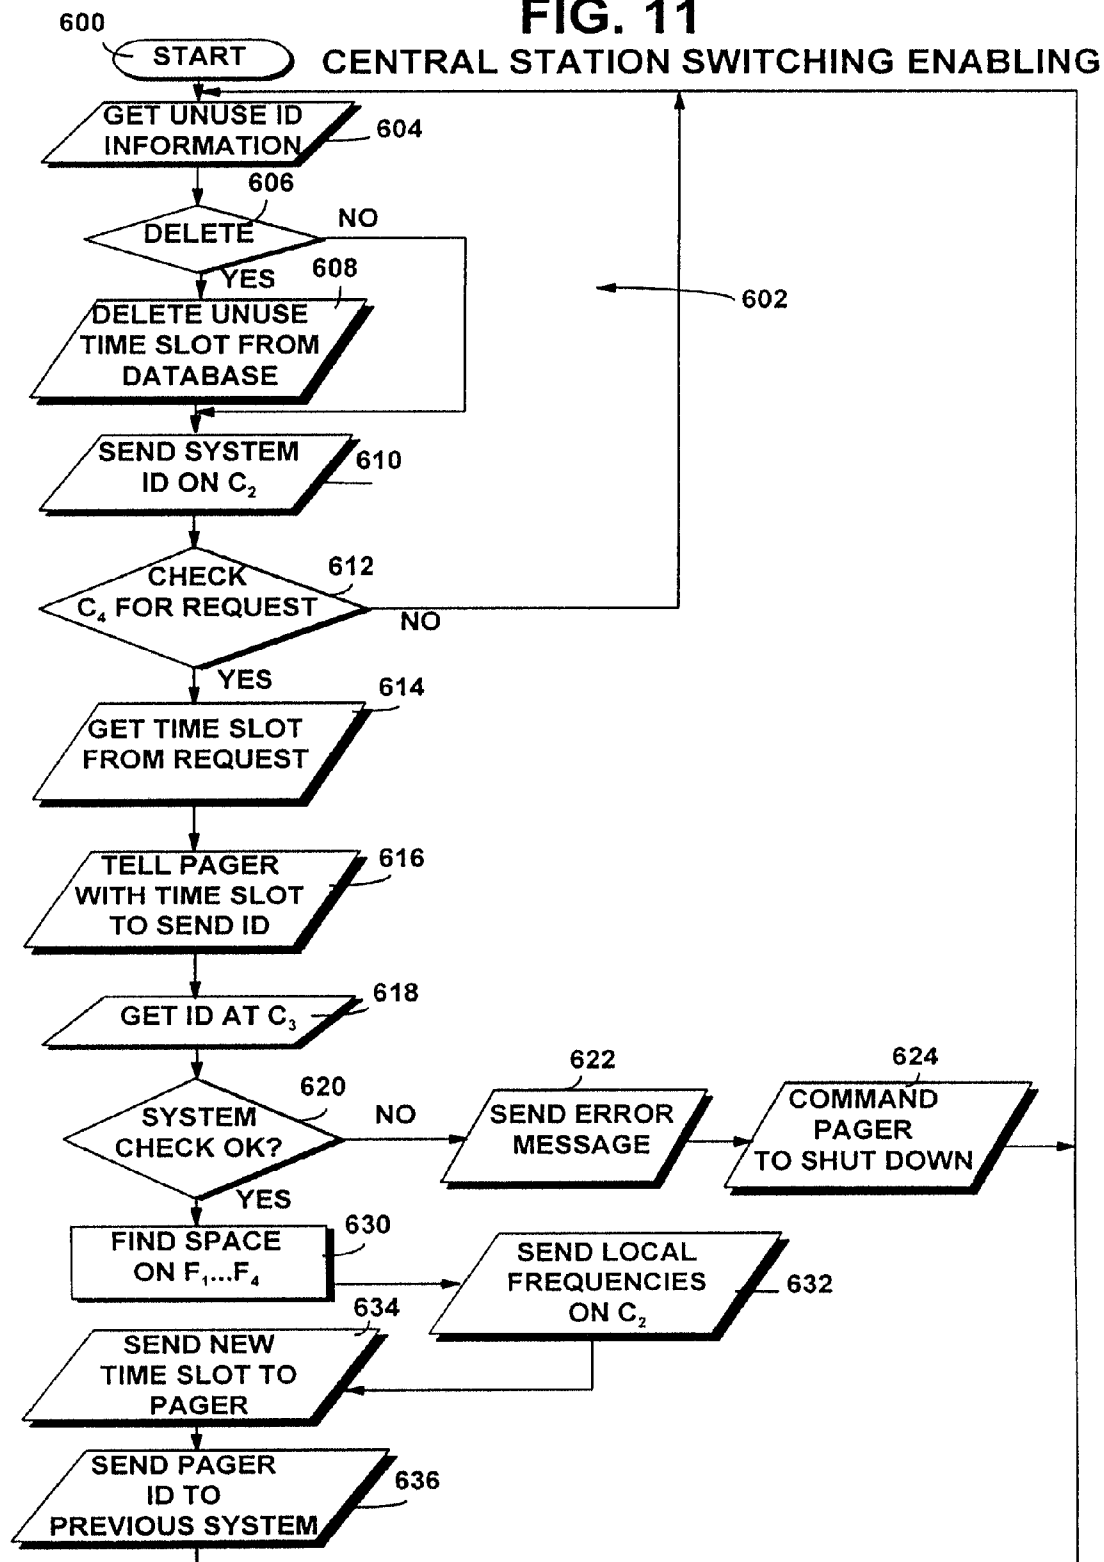 FIG. 11
600
START
CENTRAL STATION SWITCHING ENABLING
GET UNUSE ID
INFORMATION
604
606
DELETE
NO
YES
608
602
DELETE UNUSE
TIME SLOT FROM
DATABASE
SEND SYSTEM
ID ON C₂
610
612
CHECK
C₄ FOR REQUEST
NO
YES
614
GET TIME SLOT
FROM REQUEST
TELL PAGER
WITH TIME SLOT
TO SEND ID
616
GET ID AT C₃
618
620
SYSTEM
CHECK OK?
NO
YES
622
SEND ERROR
MESSAGE
624
COMMAND
PAGER
TO SHUT DOWN
FIND SPACE
ON F₁...F₄
630
SEND LOCAL
FREQUENCIES
ON C₂
632
634
SEND NEW
TIME SLOT TO
PAGER
SEND PAGER
ID TO
PREVIOUS SYSTEM
636